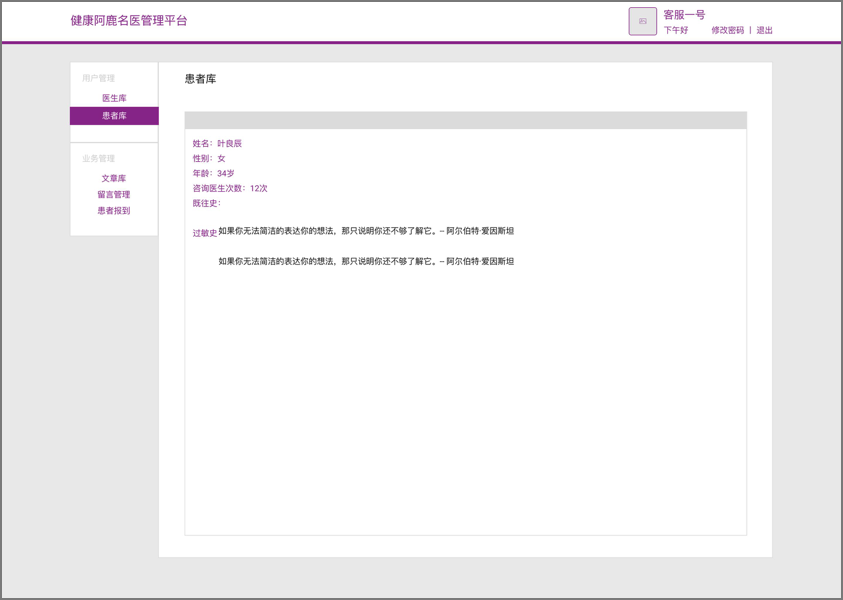 健康阿鹿名医管理平台
客服一号
下午好 修改密码 | 退出
用户管理
医生库
患者库
业务管理
文章库
留言管理
患者报到
患者库
姓名：叶良辰
性别：女
年龄：34岁
咨询医生次数：12次
既往史：
如果你无法简洁的表达你的想法，那只说明你还不够了解它。-- 阿尔伯特·爱因斯坦
过敏史
如果你无法简洁的表达你的想法，那只说明你还不够了解它。-- 阿尔伯特·爱因斯坦